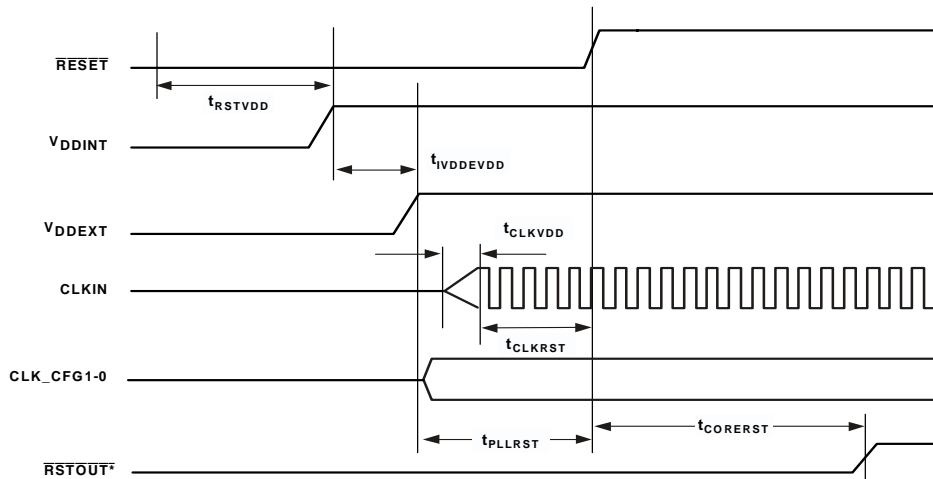 RESET
tRSTVDD
VDDINT
tIVDDEVDD
VDDEXT
tCLKVDD
CLKIN
tCLKRST
CLK_CFG1-0
tCORERST
tPLLRST
RSTOUT*